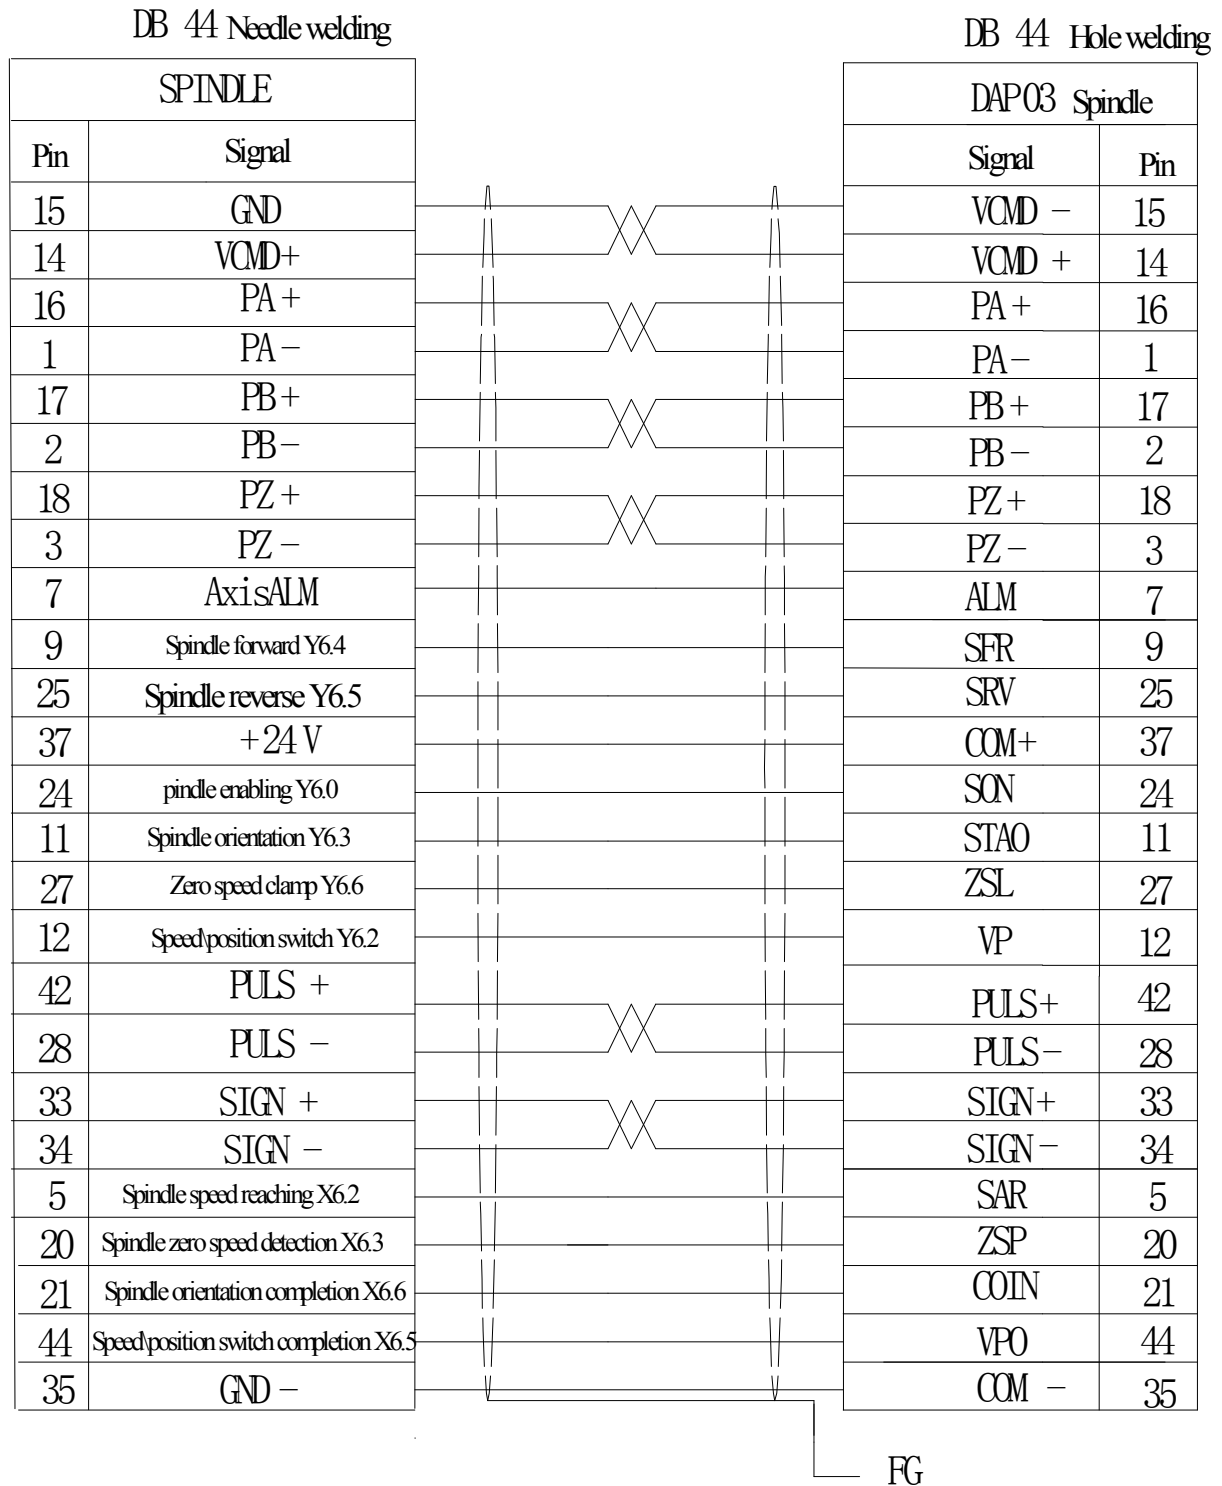 DB 44 Needle welding
DB 44 Hole welding
SPINDLE
DAP03 Spindle
Pin Signal
Signal Pin
15 GND VCMD - 15
14 VCMD+ VCMD + 14
16 PA+ PA+ 16
1 PA- PA- 1
17 PB+ PB+ 17
2 PB- PB- 2
18 PZ+ PZ+ 18
3 PZ- PZ- 3
7 AxisALM ALM 7
9 Spindle forward Y6.4 SFR 9
25 Spindle reverse Y6.5 SRV 25
37 +24V COM+ 37
24 pindle enabling Y6.0 SON 24
11 Spindle orientation Y6.3 STAO 11
27 Zero speed clamp Y6.6 ZSL 27
12 Speed\position switch Y6.2 VP 12
42 PULS + PULS+ 42
28 PULS - PULS- 28
33 SIGN + SIGN+ 33
34 SIGN - SIGN- 34
5 Spindle speed reaching X6.2 SAR 5
20 Spindle zero speed detection X6.3 ZSP 20
21 Spindle orientation completion X6.6 COIN 21
44 Speed\position switch completion X6.5 VPO 44
35 GND- COM - 35
FG